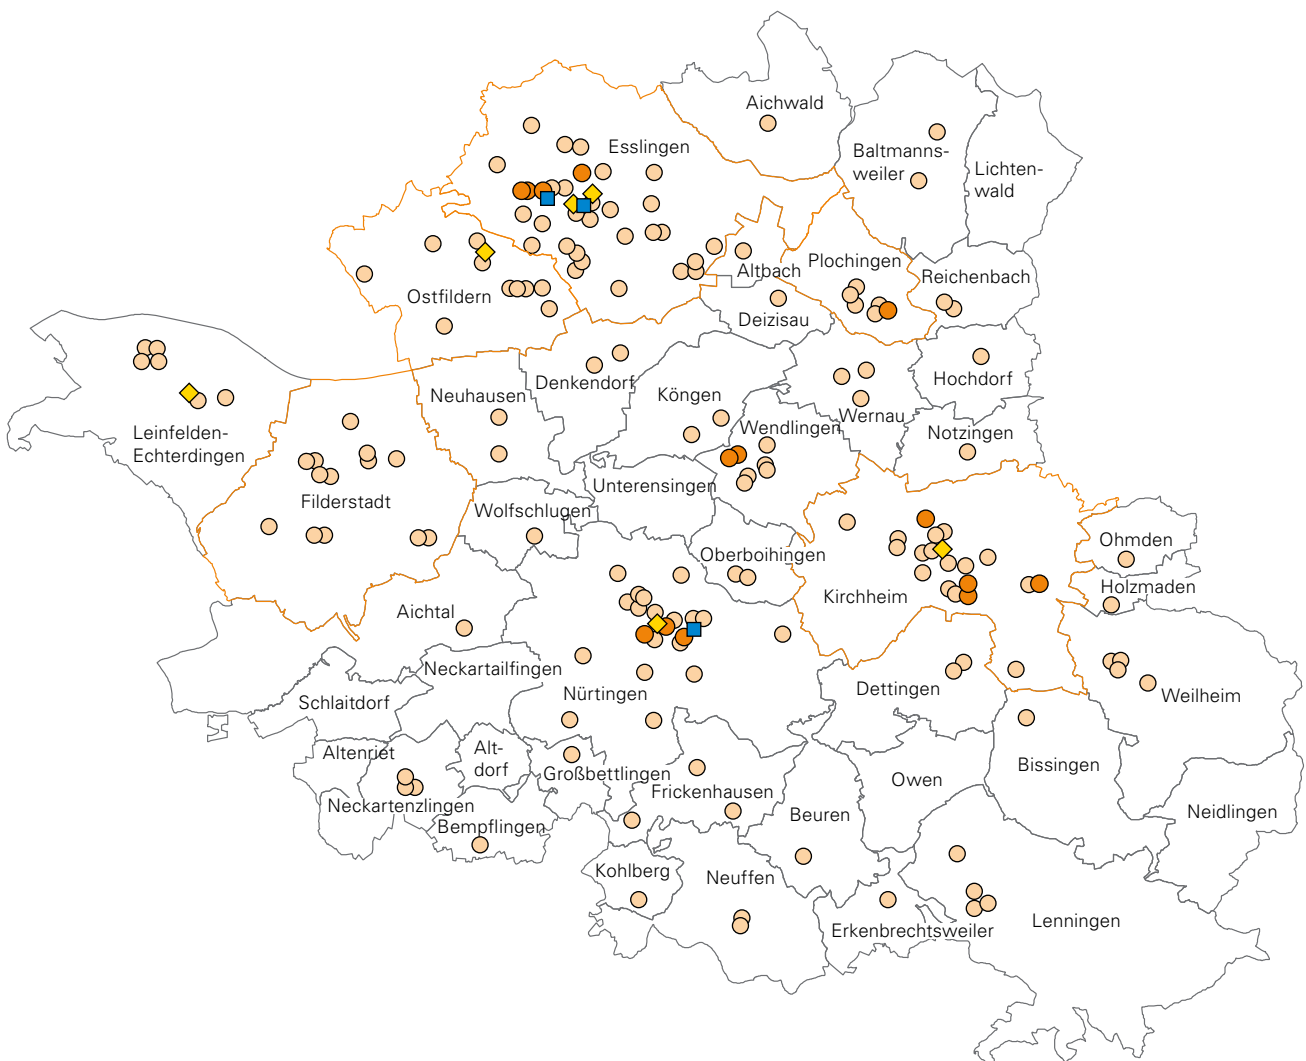 Aichwald
Esslingen
Baltmanns-
weiler
Lichten-
wald
Altbach
Plochingen
Reichenbach
Ostfildern
Deizisau
Denkendorf
Hochdorf
Neuhausen
Köngen
Wernau
Leinfelden-
Echterdingen
Wendlingen
Notzingen
Unterensingen
Filderstadt
Wolfschlugen
Oberboihingen
Ohmden
Holzmaden
Kirchheim
Aichtal
Neckartailfingen
Dettingen
Nürtingen
Weilheim
Schlaitdorf
Altenriet
Alt-
dorf
Großbettlingen
Bissingen
Owen
Frickenhausen
Neckartenzlingen
Beuren
Neidlingen
Bempflingen
Kohlberg
Neuffen
Lenningen
Erkenbrechtsweiler